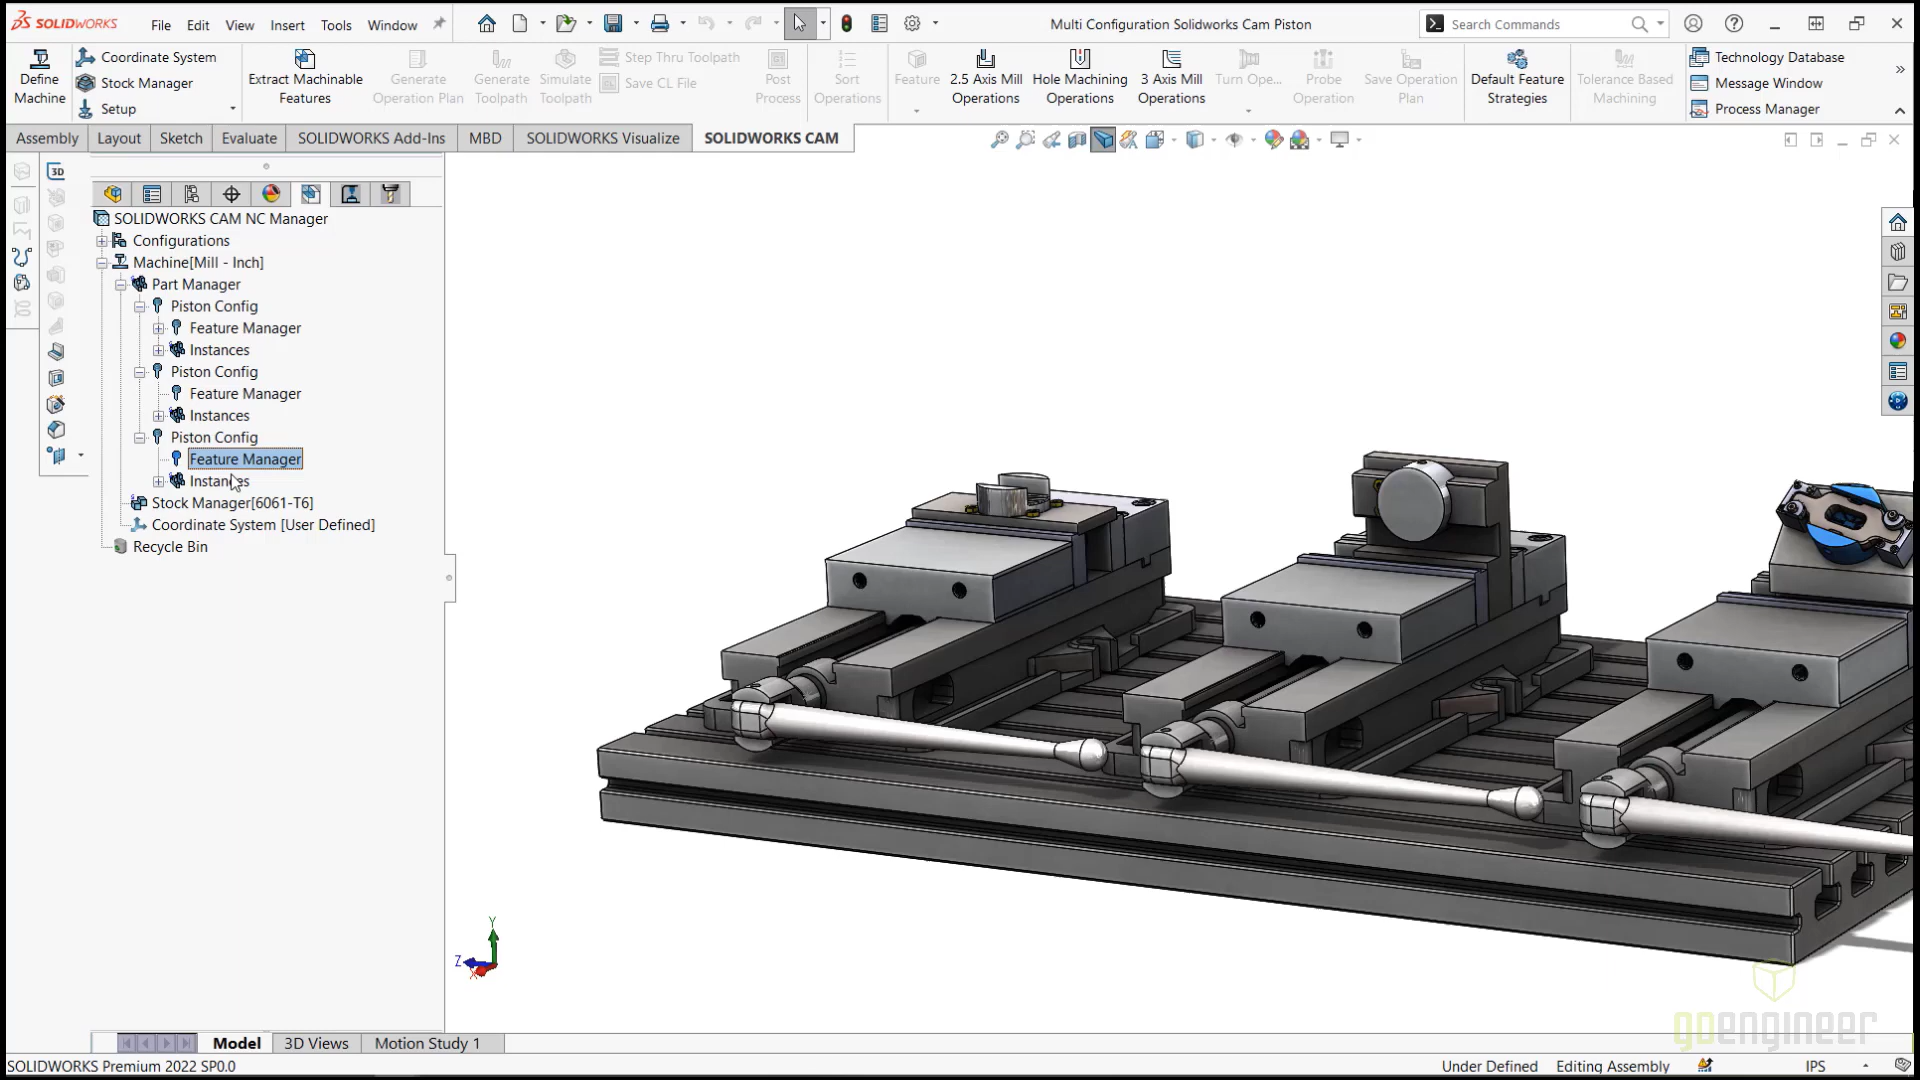 SOLIDWORKS
File
Edit
View
Insert
Tools
Window
Multi Configuration Solidworks Cam Piston
Search Commands
Define
Machine
Coordinate System
Stock Manager
Setup
Extract Machinable
Features
Generate
Operation Plan
Generate
Toolpath
Simulate
Toolpath
Step Thru Toolpath
Save CL File
Post
Process
Sort
Operations
Feature
2.5 Axis Mill
Operations
Hole Machining
Operations
3 Axis Mill
Operations
Turn Ope...
Probe
Operation
Save Operation
Plan
Default Feature
Strategies
Tolerance Based
Machining
Technology Database
Message Window
Process Manager
Assembly
Layout
Sketch
Evaluate
SOLIDWORKS Add-Ins
MBD
SOLIDWORKS Visualize
SOLIDWORKS CAM
3D
SOLIDWORKS CAM NC Manager
Configurations
Machine[Mill - Inch]
Part Manager
Piston Config
Feature Manager
Instances
Piston Config
Feature Manager
Instances
Piston Config
Feature Manager
Instances
Stock Manager[6061-T6]
Coordinate System [User Defined]
Recycle Bin
Y
Z
X
goengineer
Model
3D Views
Motion Study 1
SOLIDWORKS Premium 2022 SP0.0
Under Defined
Editing Assembly
IPS